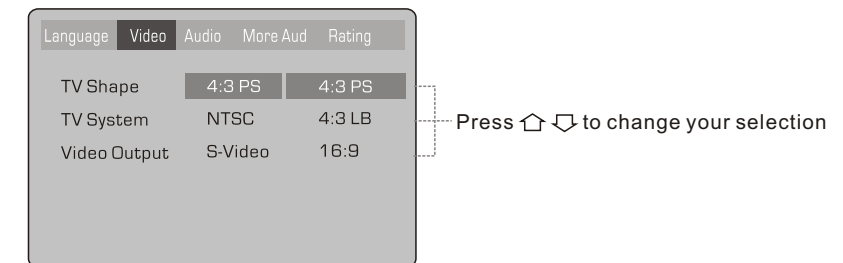 Language Video Audio More Aud Rating
TV Shape 4:3 PS 4:3 PS
TV System NTSC 4:3 LB
Video Output S-Video 16:9
Press ⇧ ⇩ to change your selection